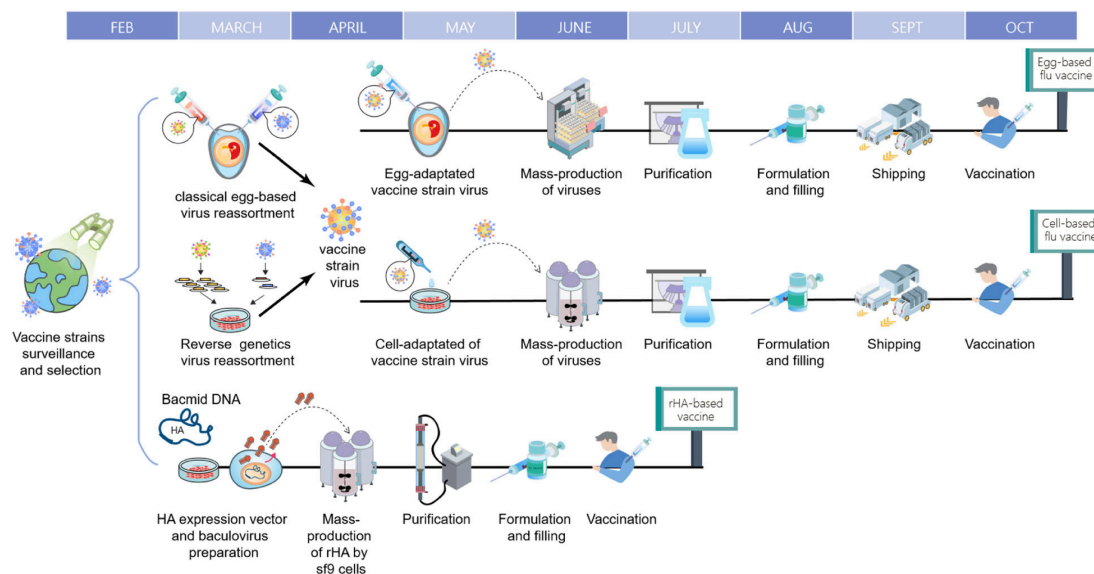 FEB
MARCH
APRIL
MAY
JUNE
JULY
AUG
SEPT
OCT
Egg-based
flu vaccine
classical egg-based
virus reassortment
Egg-adaptated
vaccine strain virus
Mass-production
of viruses
Purification
Formulation
and filling
Shipping
Vaccination
vaccine
strain
virus
Cell-based
flu vaccine
Vaccine strains
surveillance
and selection
Reverse genetics
virus reassortment
Cell-adaptated of
vaccine strain virus
Mass-production
of viruses
Purification
Formulation
and filling
Shipping
Vaccination
Bacmid DNA
HA
rHA-based
vaccine
HA expression vector
and baculovirus
preparation
Mass-
production
of rHA by
sf9 cells
Purification
Formulation
and filling
Vaccination